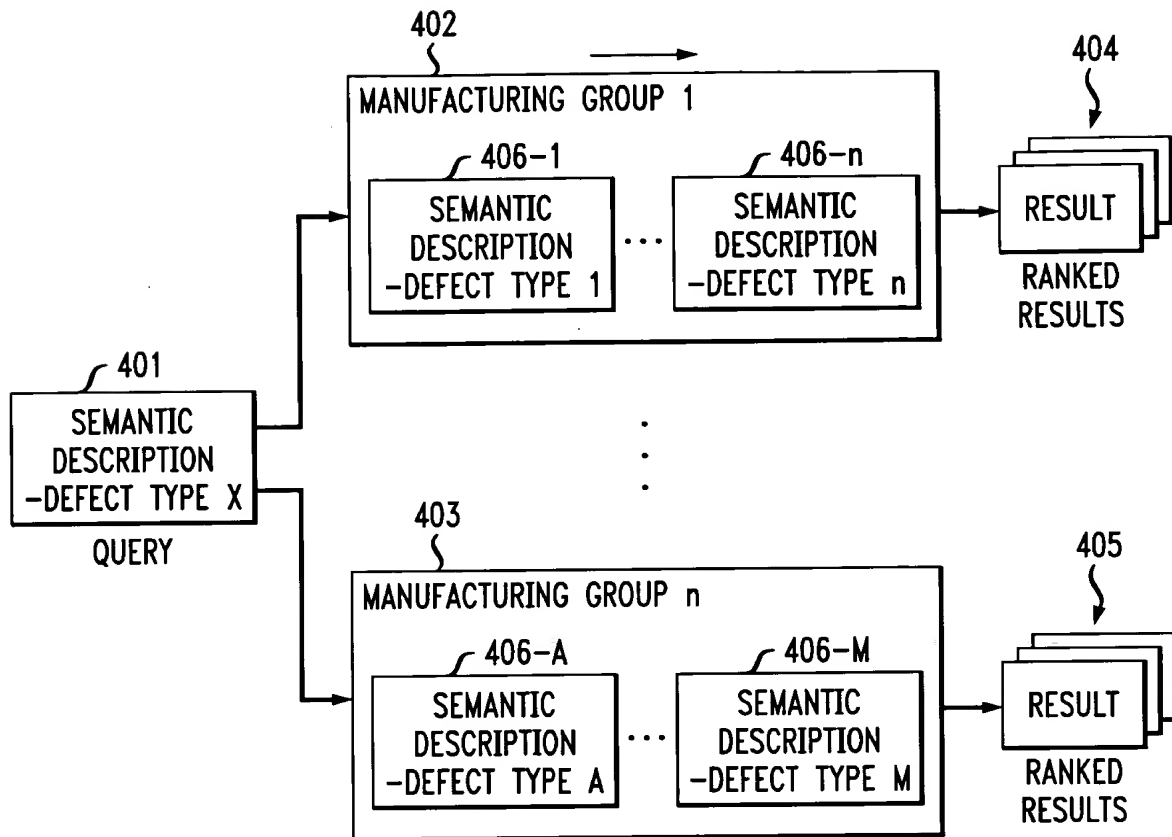 402
404
MANUFACTURING GROUP 1
406-1
406-n
SEMANTIC
DESCRIPTION
-DEFECT TYPE 1
...
SEMANTIC
DESCRIPTION
-DEFECT TYPE n
RESULT
RANKED
RESULTS
401
SEMANTIC
DESCRIPTION
-DEFECT TYPE X
QUERY
403
405
MANUFACTURING GROUP n
406-A
406-M
SEMANTIC
DESCRIPTION
-DEFECT TYPE A
...
SEMANTIC
DESCRIPTION
-DEFECT TYPE M
RESULT
RANKED
RESULTS